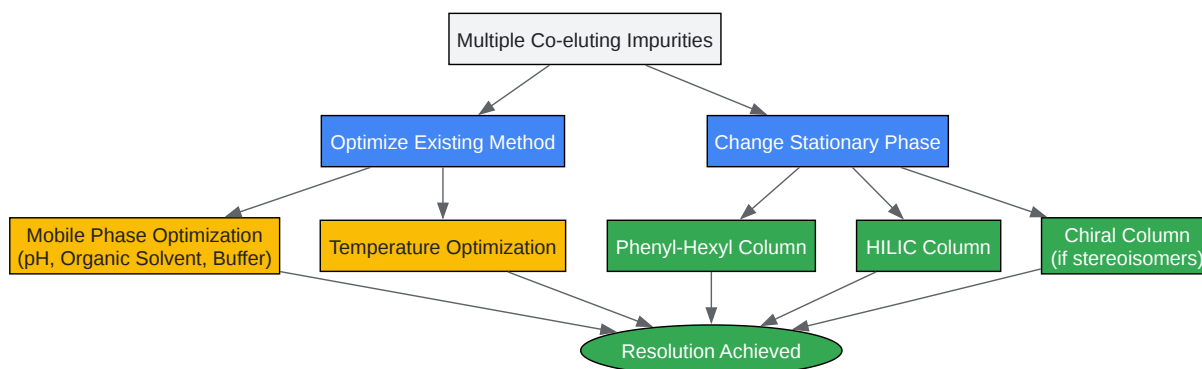 Multiple Co-eluting Impurities
Optimize Existing Method
Change Stationary Phase
Mobile Phase Optimization
(pH, Organic Solvent, Buffer)
Temperature Optimization
Phenyl-Hexyl Column
HILIC Column
Chiral Column
(if stereoisomers)
Resolution Achieved